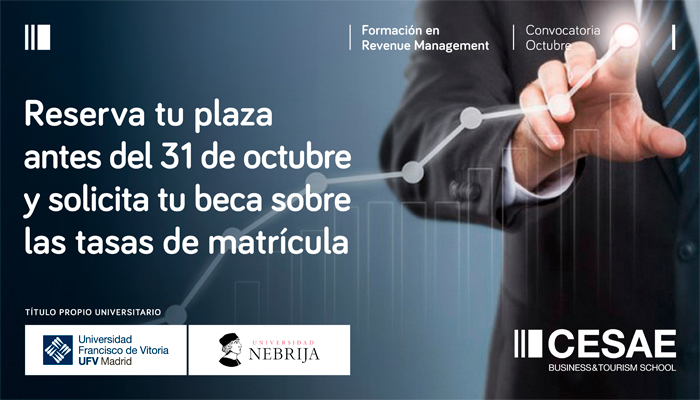 Formación en
Revenue Management
Convocatoria
Octubre
Reserva tu plaza
antes del 31 de octubre
y solicita tu beca sobre
las tasas de matrícula
TÍTULO PROPIO UNIVERSITARIO
Universidad
Francisco de Vitoria
UFV Madrid
UNIVERSIDAD
NEBRIJA
CESAE
BUSINESS&TOURISM SCHOOL